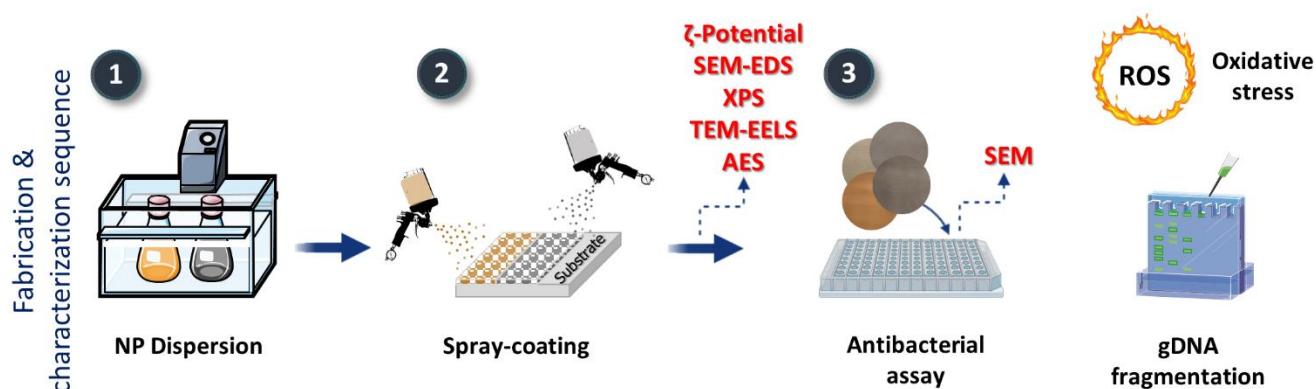 Fabrication &
characterization sequence
1
NP Dispersion
2
Substrate
Spray-coating
ζ-Potential
SEM-EDS
XPS
TEM-EELS
AES
3
SEM
Antibacterial
assay
ROS
Oxidative
stress
gDNA
fragmentation